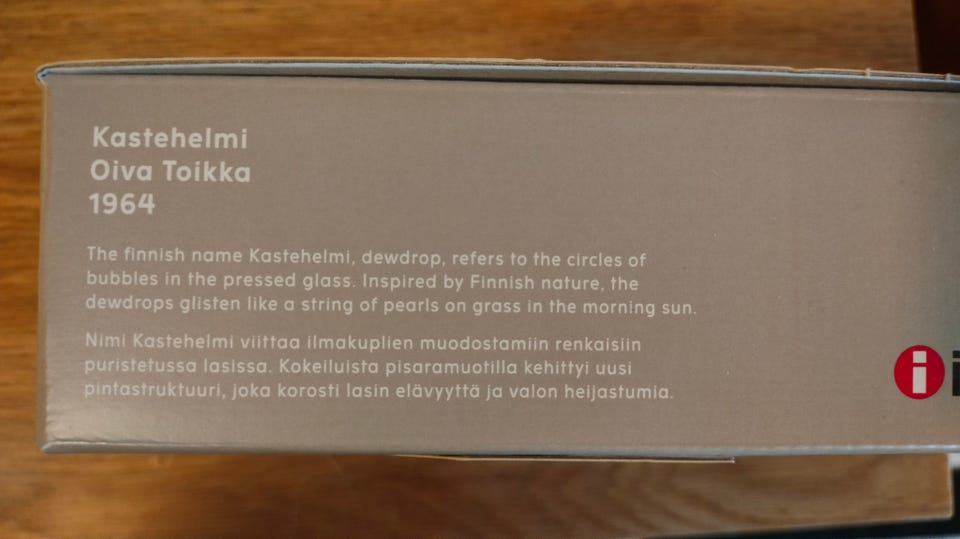 Kastehelmi
Oiva Toikka
1964
The finnish name Kastehelmi, dewdrop, refers to the circles of
bubbles in the pressed glass. Inspired by Finnish nature, the
dewdrops glisten like a string of pearls on grass in the morning sun.
Nimi Kastehelmi viittaa ilmakuplien muodostamiin renkaisiin
puristetussa lasissa. Kokeiluista pisaramuotilla kehittyi uusi
pintastruktuuri, joka korosti lasin elävyyttä ja valon heijastumia.
i